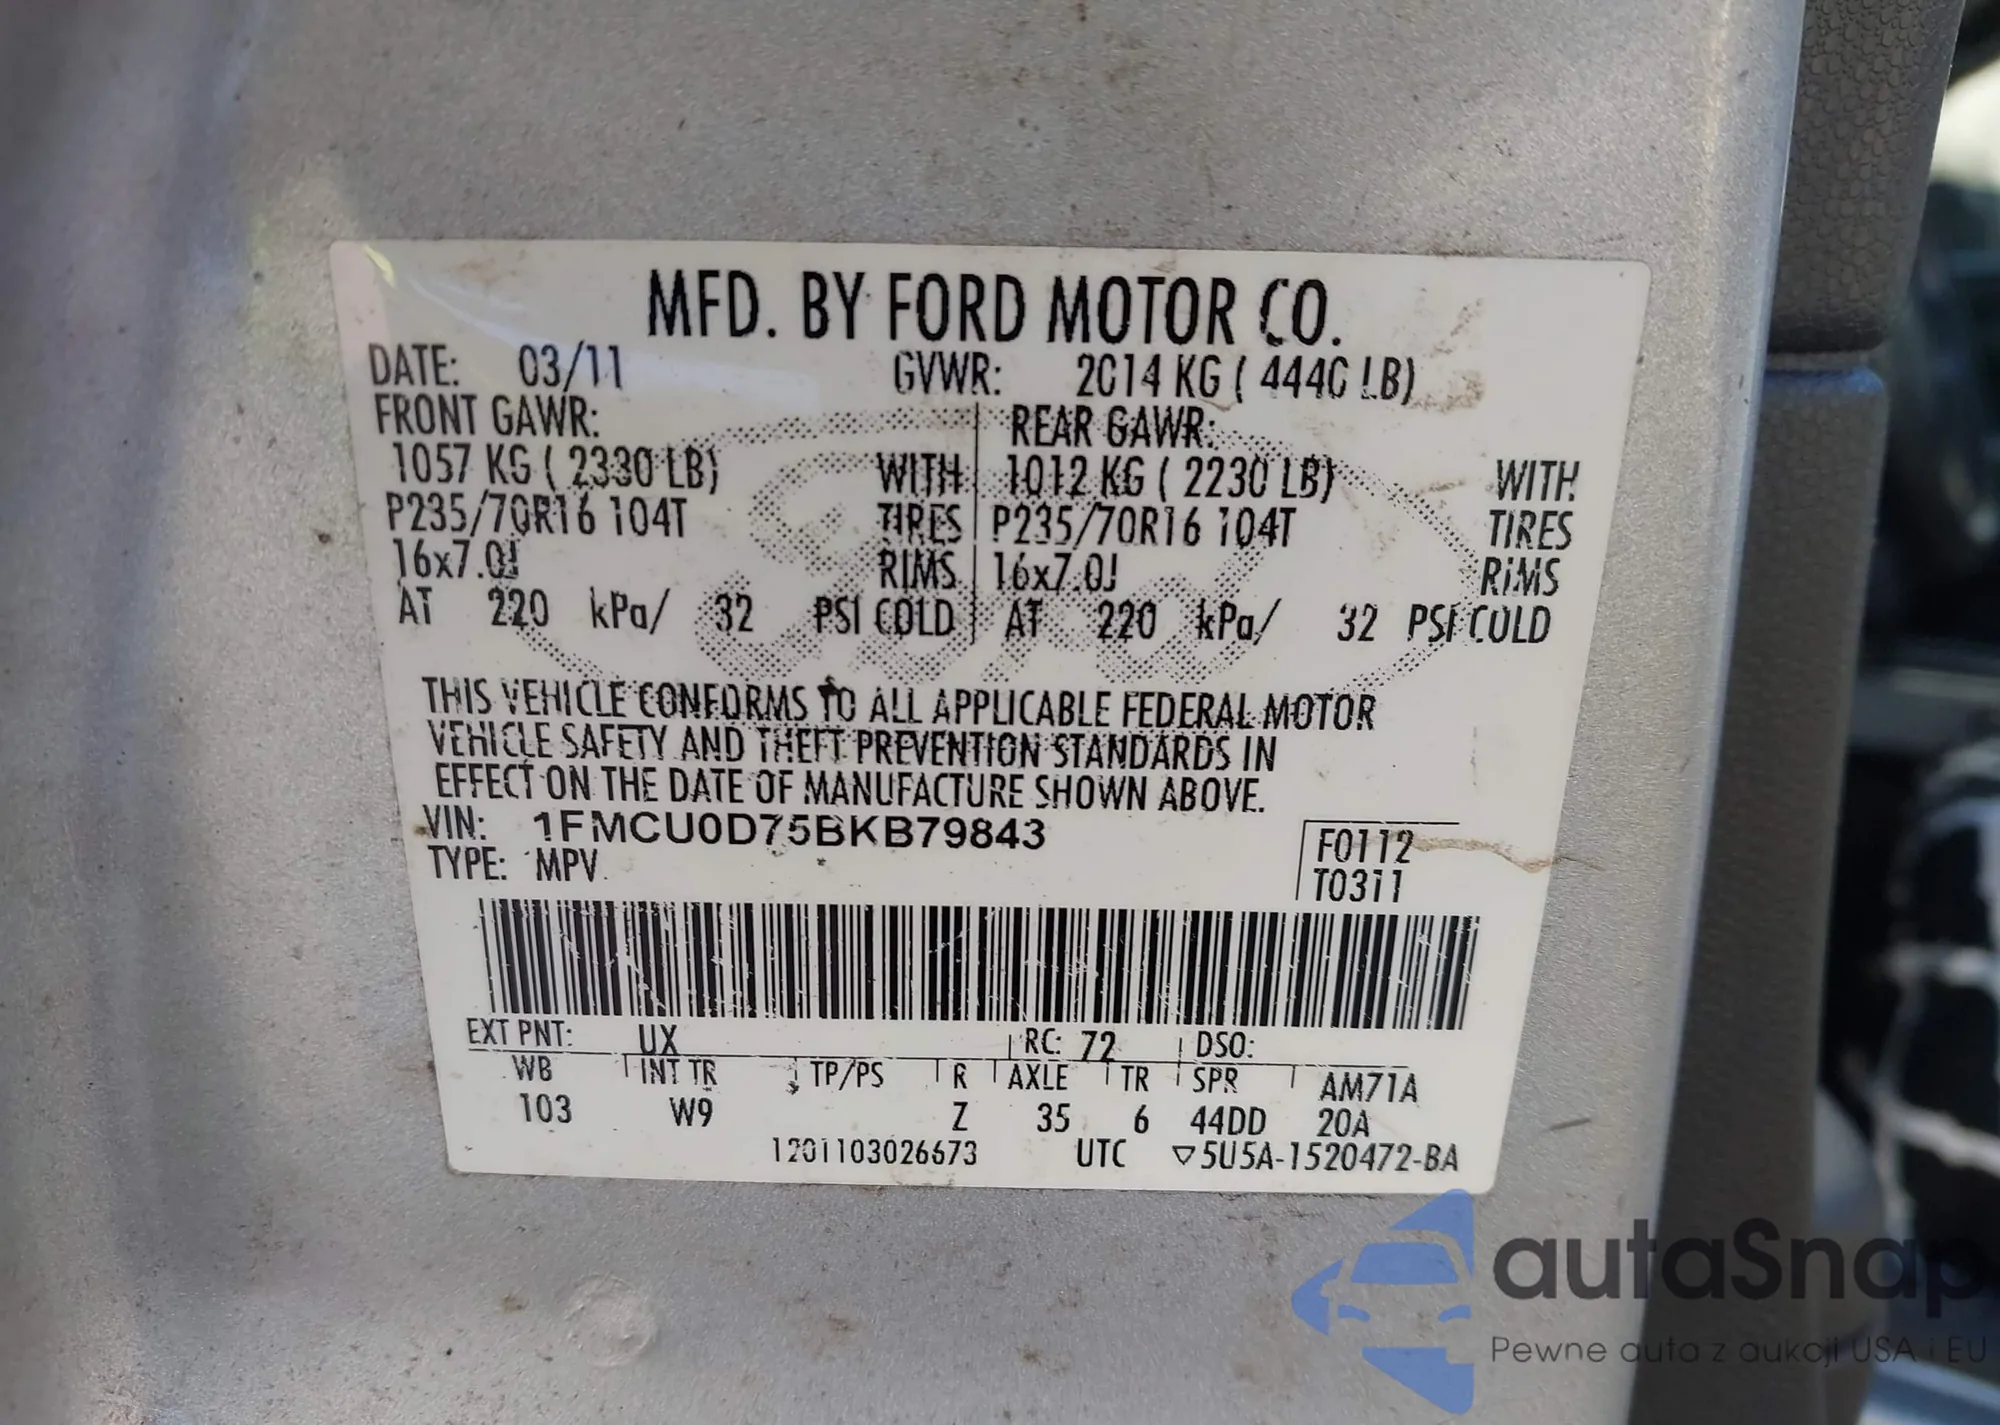 MFD. BY FORD MOTOR CO.
DATE: 03/11 GVWR: 2014 KG ( 4440 LB)
FRONT GAWR: REAR GAWR:
1057 KG ( 2330 LB) WITH 1012 KG ( 2230 LB) WITH
P235/70R16 104T TIRES P235/70R16 104T TIRES
16x7.0J RIMS 16x7.0J RIMS
AT 220 kPa/ 32 PSI COLD AT 220 kPa/ 32 PSI COLD
THIS VEHICLE CONFORMS TO ALL APPLICABLE FEDERAL MOTOR
VEHICLE SAFETY AND THEFT PREVENTION STANDARDS IN
EFFECT ON THE DATE OF MANUFACTURE SHOWN ABOVE.
VIN: 1FMCU0D75BKB79843
TYPE: MPV
F0112
T0311
EXT PNT: UX RC: 72 DSO:
WB INT TR TP/PS R AXLE TR SPR AM71A
103 W9 Z 35 6 44DD 20A
1201103026673 UTC ▽5U5A-1520472-BA
Ford
autaSnap
Pewne auta z aukcji USA i EU